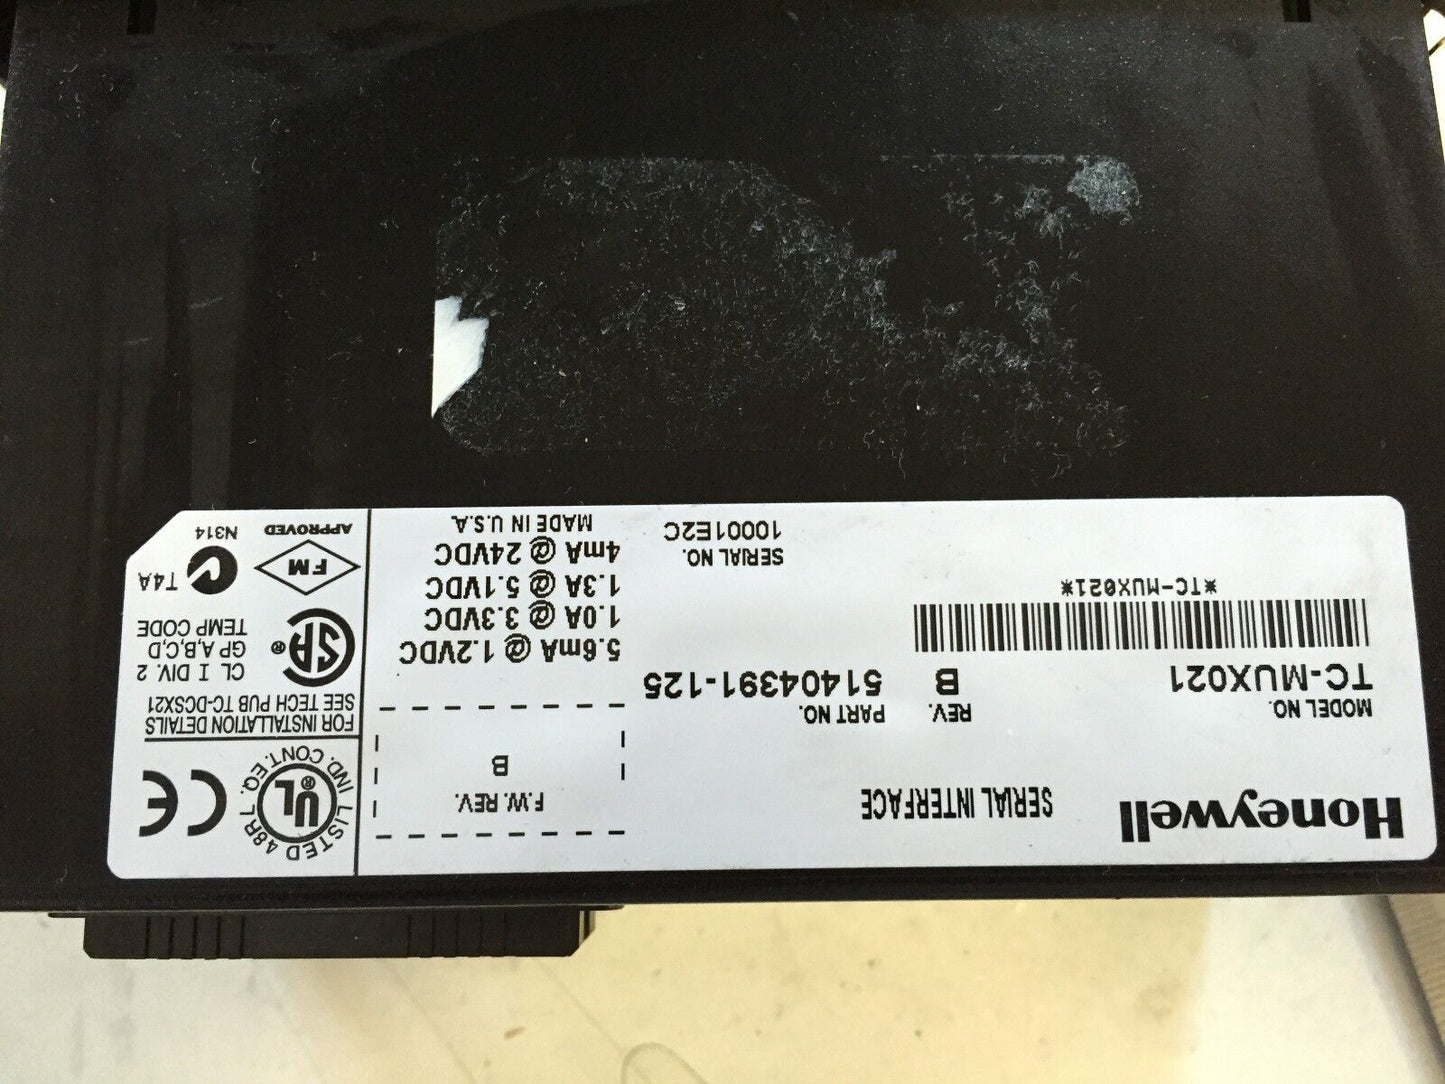 Honeywell
SERIAL INTERFACE
MODEL NO.
TC-MUX021
*TC-MUX021*
REV.
B
PART NO.
51404391-125
SERIAL NO.
10001E2C
F.W. REV.
B
5.6mA @ 1.2VDC
1.0A @ 3.3VDC
1.3A @ 5.1VDC
4mA @ 24VDC
MADE IN U.S.A.
UL
LISTED 48RL
IND. CONT. EQ.
CE
FOR INSTALLATION DETAILS
SEE TECH PUB TC-DCSX21
SA
CL I DIV. 2
GP A,B,C,D
TEMP CODE
T4A
FM
APPROVED
N314